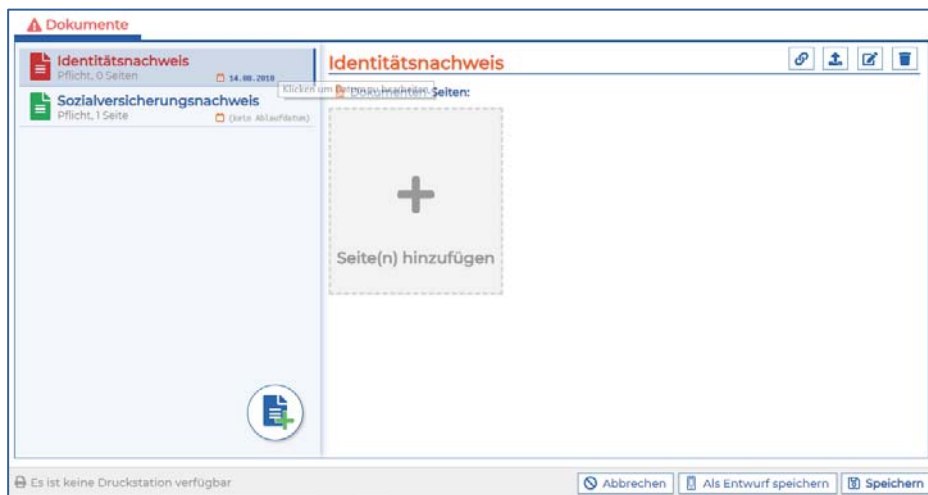 Dokumente
Identitätsnachweis
Pflicht, 0 Seiten 14.08.2018
Sozialversicherungsnachweis
Pflicht, 1 Seite (kein Ablaufdatum)
Identitätsnachweis
Klicken um Datum zu bearbeiten
Dokumenten-Seiten:
Seite(n) hinzufügen
Es ist keine Druckstation verfügbar
Abbrechen
Als Entwurf speichern
Speichern